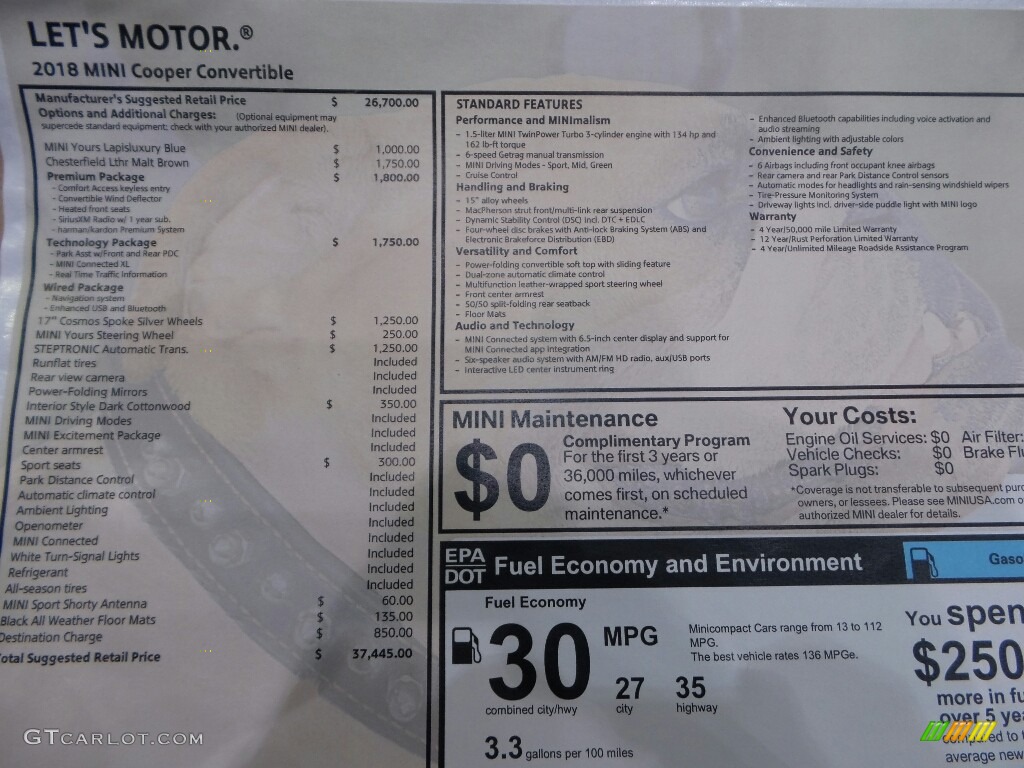 LET'S MOTOR.®
2018 MINI Cooper Convertible
Manufacturer's Suggested Retail Price $ 26,700.00
Options and Additional Charges: (Optional equipment may
supercede standard equipment; check with your authorized MINI dealer).
MINI Yours Lapisluxury Blue $ 1,000.00
Chesterfield Lthr Malt Brown $ 1,750.00
Premium Package $ 1,800.00
- Comfort Access keyless entry
- Convertible Wind Deflector
- Heated front seats
- SiriusXM Radio w/ 1 year sub.
- harman/kardon Premium System
Technology Package $ 1,750.00
- Park Asst w/Front and Rear PDC
- MINI Connected XL
- Real Time Traffic Information
Wired Package
- Navigation system
- Enhanced USB and Bluetooth
17" Cosmos Spoke Silver Wheels $ 1,250.00
MINI Yours Steering Wheel $ 250.00
STEPTRONIC Automatic Trans. $ 1,250.00
Runflat tires Included
Rear view camera Included
Power-Folding Mirrors Included
Interior Style Dark Cottonwood $ 350.00
MINI Driving Modes Included
MINI Excitement Package Included
Center armrest Included
Sport seats $ 300.00
Park Distance Control Included
Automatic climate control Included
Ambient Lighting Included
Openometer Included
MINI Connected Included
White Turn-Signal Lights Included
Refrigerant Included
All-season tires Included
MINI Sport Shorty Antenna $ 60.00
Black All Weather Floor Mats $ 135.00
Destination Charge $ 850.00
otal Suggested Retail Price $ 37,445.00
STANDARD FEATURES
Performance and MINImalism
- 1.5-liter MINI TwinPower Turbo 3-cylinder engine with 134 hp and
162 lb-ft torque
- 6-speed Getrag manual transmission
- MINI Driving Modes - Sport, Mid, Green
- Cruise Control
Handling and Braking
- 15" alloy wheels
- MacPherson strut front/multi-link rear suspension
- Dynamic Stability Control (DSC) incl. DTC + EDLC
- Four-wheel disc brakes with Anti-lock Braking System (ABS) and
Electronic Brakeforce Distribution (EBD)
Versatility and Comfort
- Power-folding convertible soft top with sliding feature
- Dual-zone automatic climate control
- Multifunction leather-wrapped sport steering wheel
- Front center armrest
- 50/50 split-folding rear seatback
- Floor Mats
Audio and Technology
- MINI Connected system with 6.5-inch center display and support for
MINI Connected app integration
- Six-speaker audio system with AM/FM HD radio, aux/USB ports
- Interactive LED center instrument ring
- Enhanced Bluetooth capabilities including voice activation and
audio streaming
- Ambient lighting with adjustable colors
Convenience and Safety
- 6 Airbags including front occupant knee airbags
- Rear camera and rear Park Distance Control sensors
- Automatic modes for headlights and rain-sensing windshield wipers
- Tire-Pressure Monitoring System
- Driveway lights incl. driver-side puddle light with MINI logo
Warranty
- 4 Year/50,000 mile Limited Warranty
- 12 Year/Rust Perforation Limited Warranty
- 4 Year/Unlimited Mileage Roadside Assistance Program
MINI Maintenance
$0
Complimentary Program
For the first 3 years or
36,000 miles, whichever
comes first, on scheduled
maintenance.*
Your Costs:
Engine Oil Services: $0 Air Filter:
Vehicle Checks: $0 Brake Flu
Spark Plugs: $0
*Coverage is not transferable to subsequent purc
owners, or lessees. Please see MINIUSA.com o
authorized MINI dealer for details.
EPA
DOT
Fuel Economy and Environment
Gaso
Fuel Economy
30 MPG
combined city/hwy
27
city
35
highway
3.3 gallons per 100 miles
Minicompact Cars range from 13 to 112
MPG.
The best vehicle rates 136 MPGe.
You spen
$250
more in fu
over 5 yea
compared to t
average new
GTCARLOT.COM